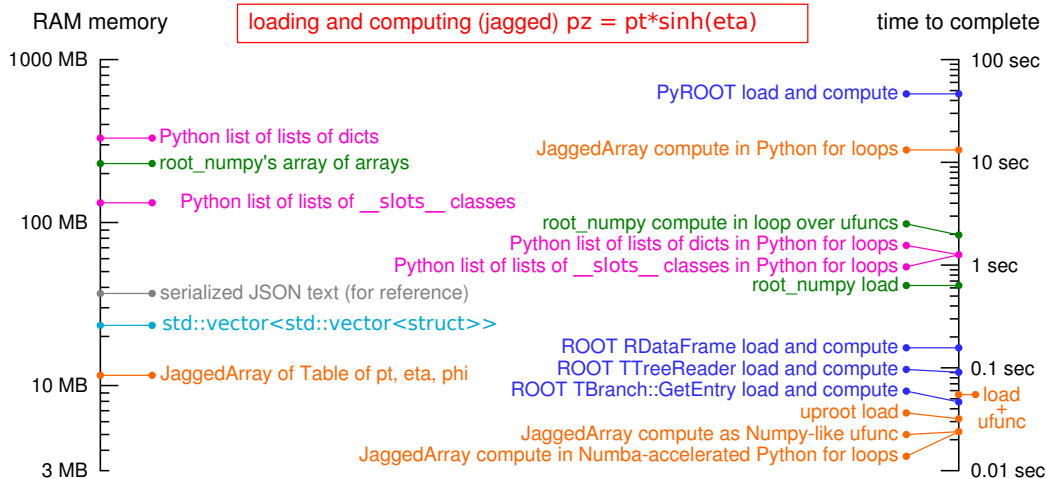 RAM memory
loading and computing (jagged) pz = pt*sinh(eta)
time to complete
1000 MB
100 MB
10 MB
3 MB
Python list of lists of dicts
root_numpy's array of arrays
Python list of lists of __slots__ classes
serialized JSON text (for reference)
std::vector<std::vector<struct>>
JaggedArray of Table of pt, eta, phi
PyROOT load and compute
JaggedArray compute in Python for loops
root_numpy compute in loop over ufuncs
Python list of lists of dicts in Python for loops
Python list of lists of __slots__ classes in Python for loops
root_numpy load
ROOT RDataFrame load and compute
ROOT TTreeReader load and compute
ROOT TBranch::GetEntry load and compute
uproot load
JaggedArray compute as Numpy-like ufunc
JaggedArray compute in Numba-accelerated Python for loops
100 sec
10 sec
1 sec
0.1 sec
load
+
ufunc
0.01 sec